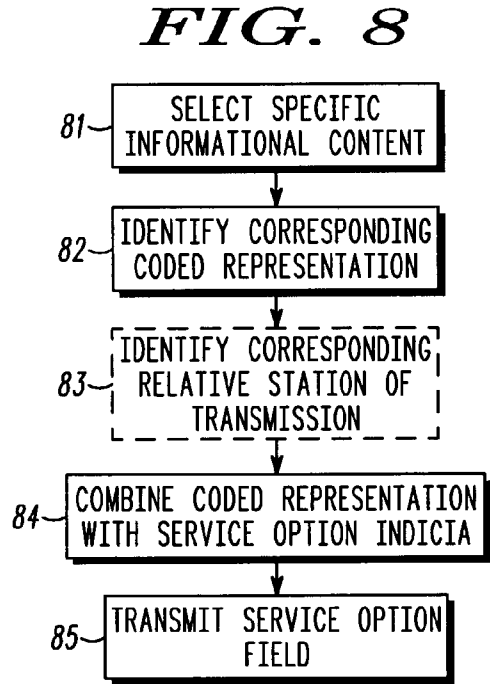 FIG. 8
81
SELECT SPECIFIC
INFORMATIONAL CONTENT
82
IDENTIFY CORRESPONDING
CODED REPRESENTATION
83
IDENTIFY CORRESPONDING
RELATIVE STATION OF
TRANSMISSION
84
COMBINE CODED REPRESENTATION
WITH SERVICE OPTION INDICIA
85
TRANSMIT SERVICE OPTION
FIELD